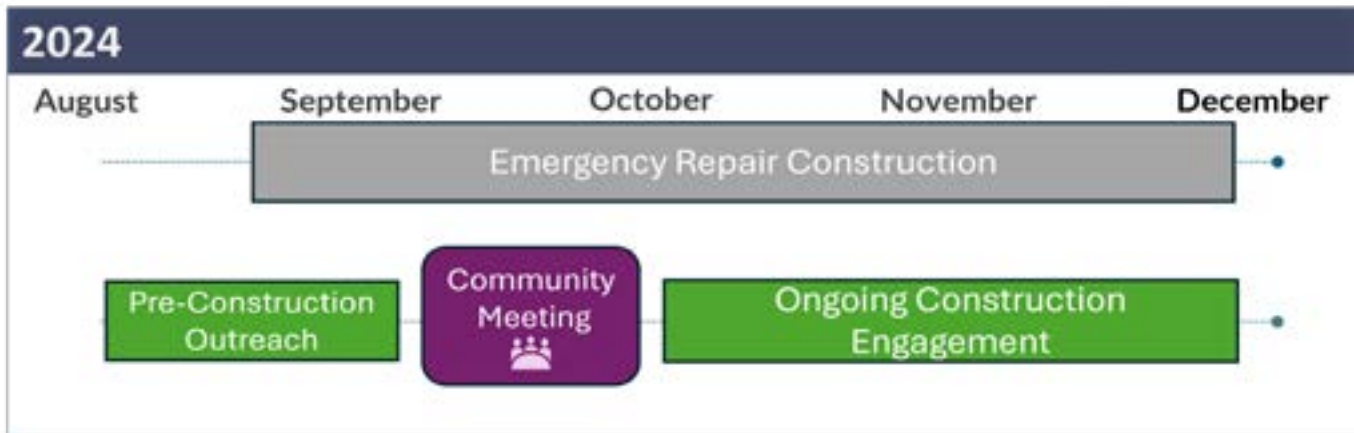 2024
August September October November December
Emergency Repair Construction
Pre-Construction
Outreach
Community
Meeting
Ongoing Construction
Engagement